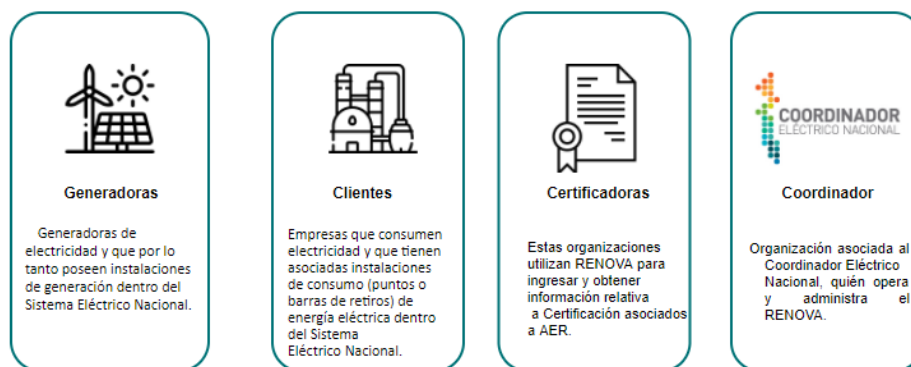 Generadoras
Generadoras de
electricidad y que por lo
tanto poseen instalaciones
de generación dentro del
Sistema Eléctrico Nacional.
Clientes
Empresas que consumen
electricidad y que tienen
asociadas instalaciones
de consumo (puntos o
barras de retiros) de
energía eléctrica dentro
del Sistema
Eléctrico Nacional.
Certificadoras
Estas organizaciones
utilizan RENOVA para
ingresar y obtener
información relativa
a Certificación asociados
a AER.
COORDINADOR
ELÉCTRICO NACIONAL
Coordinador
Organización asociada al
Coordinador Eléctrico
Nacional, quién opera
y administra el
RENOVA.